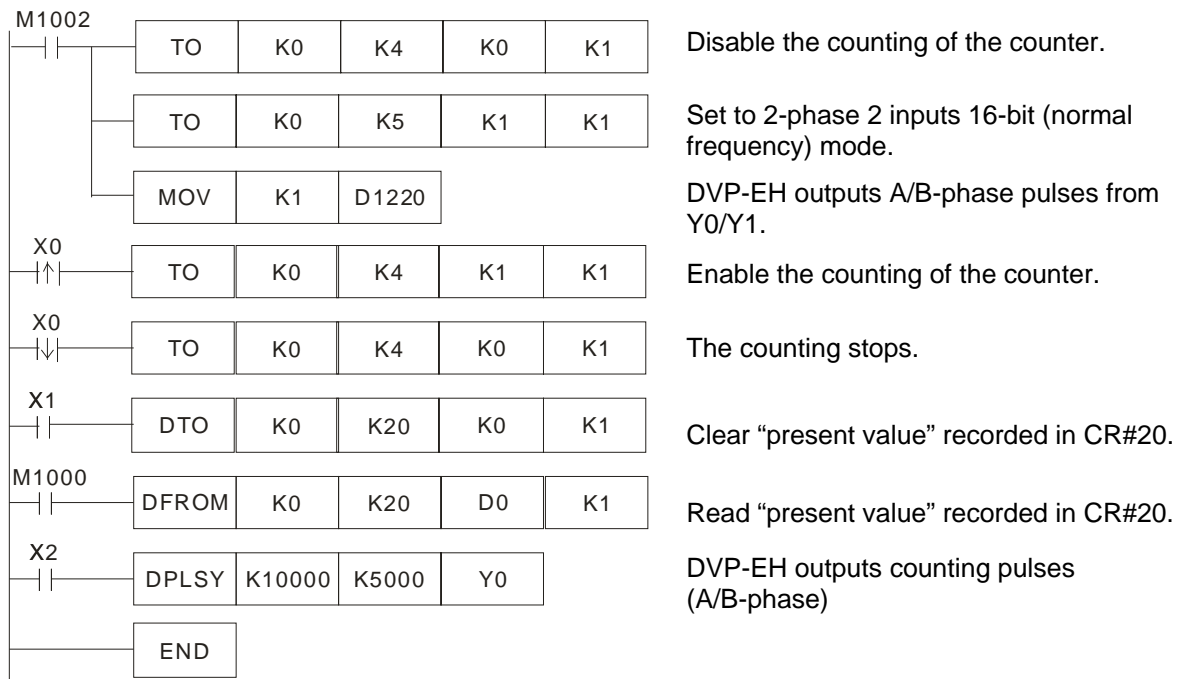 M1002
TO K0 K4 K0 K1 Disable the counting of the counter.
TO K0 K5 K1 K1 Set to 2-phase 2 inputs 16-bit (normal
frequency) mode.
MOV K1 D1220 DVP-EH outputs A/B-phase pulses from
Y0/Y1.
X0
TO K0 K4 K1 K1 Enable the counting of the counter.
X0
TO K0 K4 K0 K1 The counting stops.
X1
DTO K0 K20 K0 K1 Clear “present value” recorded in CR#20.
M1000
DFROM K0 K20 D0 K1 Read “present value” recorded in CR#20.
X2
DPLSY K10000 K5000 Y0 DVP-EH outputs counting pulses
(A/B-phase)
END